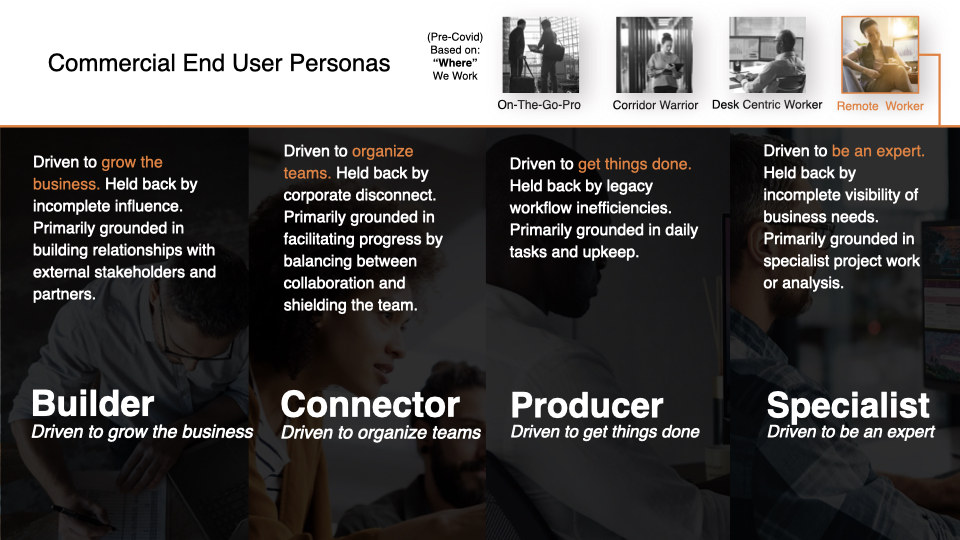 Commercial End User Personas
(Pre-Covid)
Based on:
“Where”
We Work
On-The-Go-Pro
Corridor Warrior
Desk Centric Worker
Remote Worker
Driven to grow the
business. Held back by
incomplete influence.
Primarily grounded in
building relationships with
external stakeholders and
partners.
Builder
Driven to grow the business
Driven to organize
teams. Held back by
corporate disconnect.
Primarily grounded in
facilitating progress by
balancing between
collaboration and
shielding the team.
Connector
Driven to organize teams
Driven to get things done.
Held back by legacy
workflow inefficiencies.
Primarily grounded in daily
tasks and upkeep.
Producer
Driven to get things done
Driven to be an expert.
Held back by
incomplete visibility of
business needs.
Primarily grounded in
specialist project work
or analysis.
Specialist
Driven to be an expert